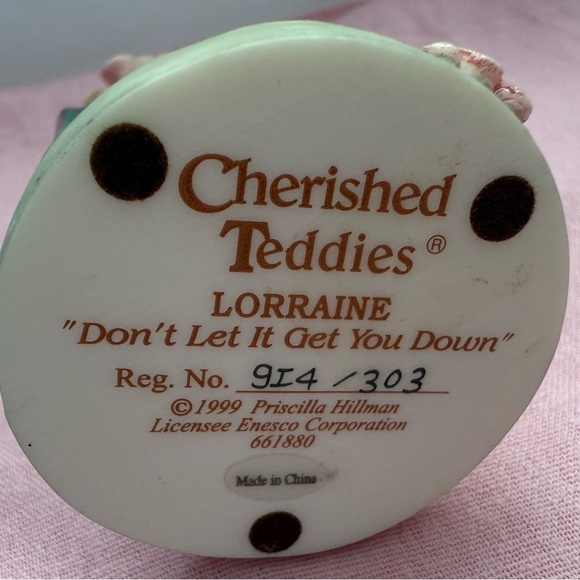 Cherished
Teddies®
LORRAINE
"Don't Let It Get You Down"
Reg. No. 9I4/303
©1999 Priscilla Hillman
Licensee Enesco Corporation
661880
Made in China